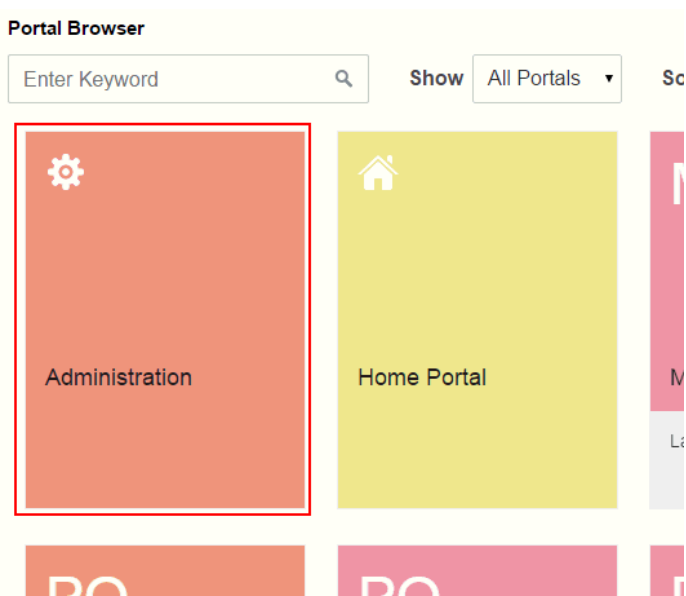 Portal Browser
Enter Keyword
Show All Portals
Administration
Home Portal